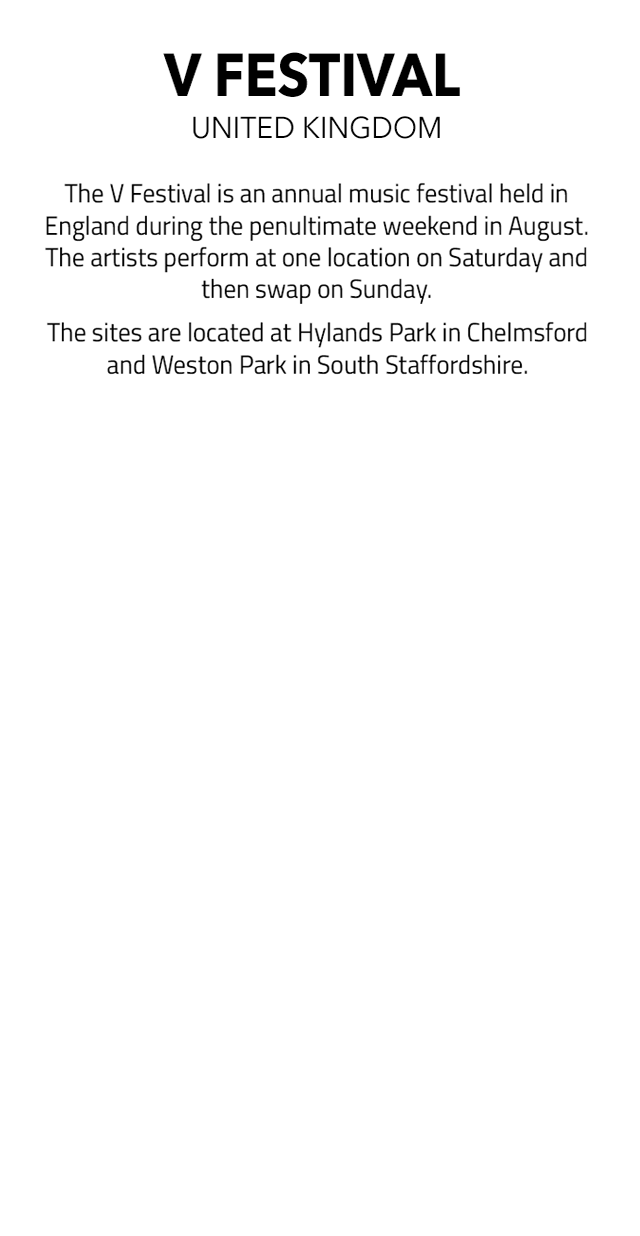 V FESTIVAL
UNITED KINGDOM
The V Festival is an annual music festival held in
England during the penultimate weekend in August.
The artists perform at one location on Saturday and
then swap on Sunday.
The sites are located at Hylands Park in Chelmsford
and Weston Park in South Staffordshire.